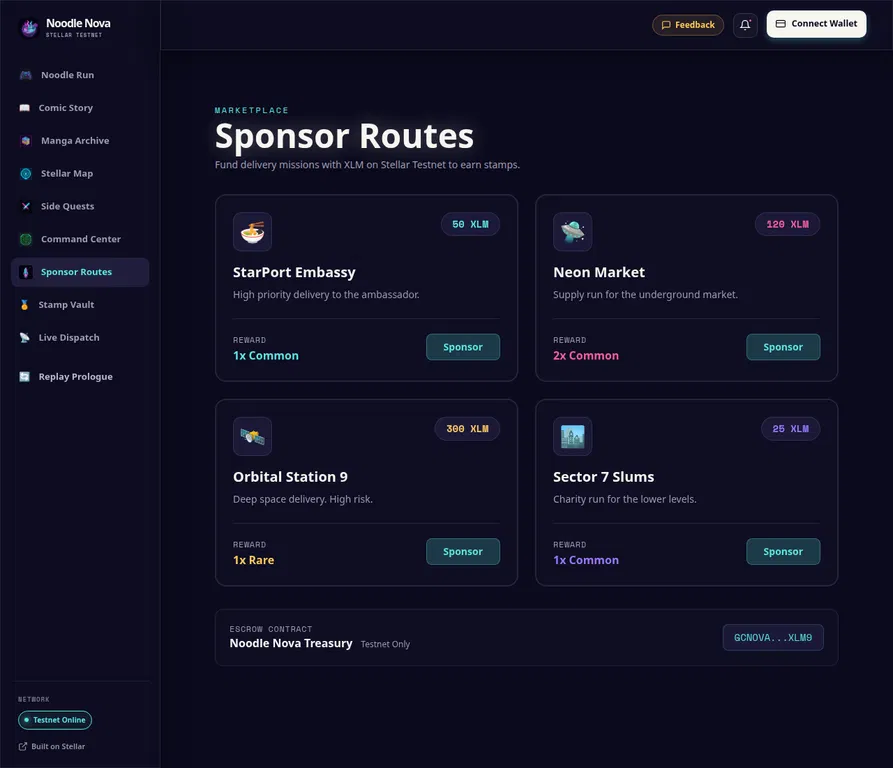 Noodle Nova
STELLAR TESTNET
Feedback
Connect Wallet
Noodle Run
Comic Story
Manga Archive
Stellar Map
Side Quests
Command Center
Sponsor Routes
Stamp Vault
Live Dispatch
Replay Prologue
NETWORK
Testnet Online
Built on Stellar
MARKETPLACE
Sponsor Routes
Fund delivery missions with XLM on Stellar Testnet to earn stamps.
50 XLM
StarPort Embassy
High priority delivery to the ambassador.
REWARD
1x Common
Sponsor
120 XLM
Neon Market
Supply run for the underground market.
REWARD
2x Common
Sponsor
300 XLM
Orbital Station 9
Deep space delivery. High risk.
REWARD
1x Rare
Sponsor
25 XLM
Sector 7 Slums
Charity run for the lower levels.
REWARD
1x Common
Sponsor
ESCROW CONTRACT
Noodle Nova Treasury Testnet Only
GCNOVA...XLM9